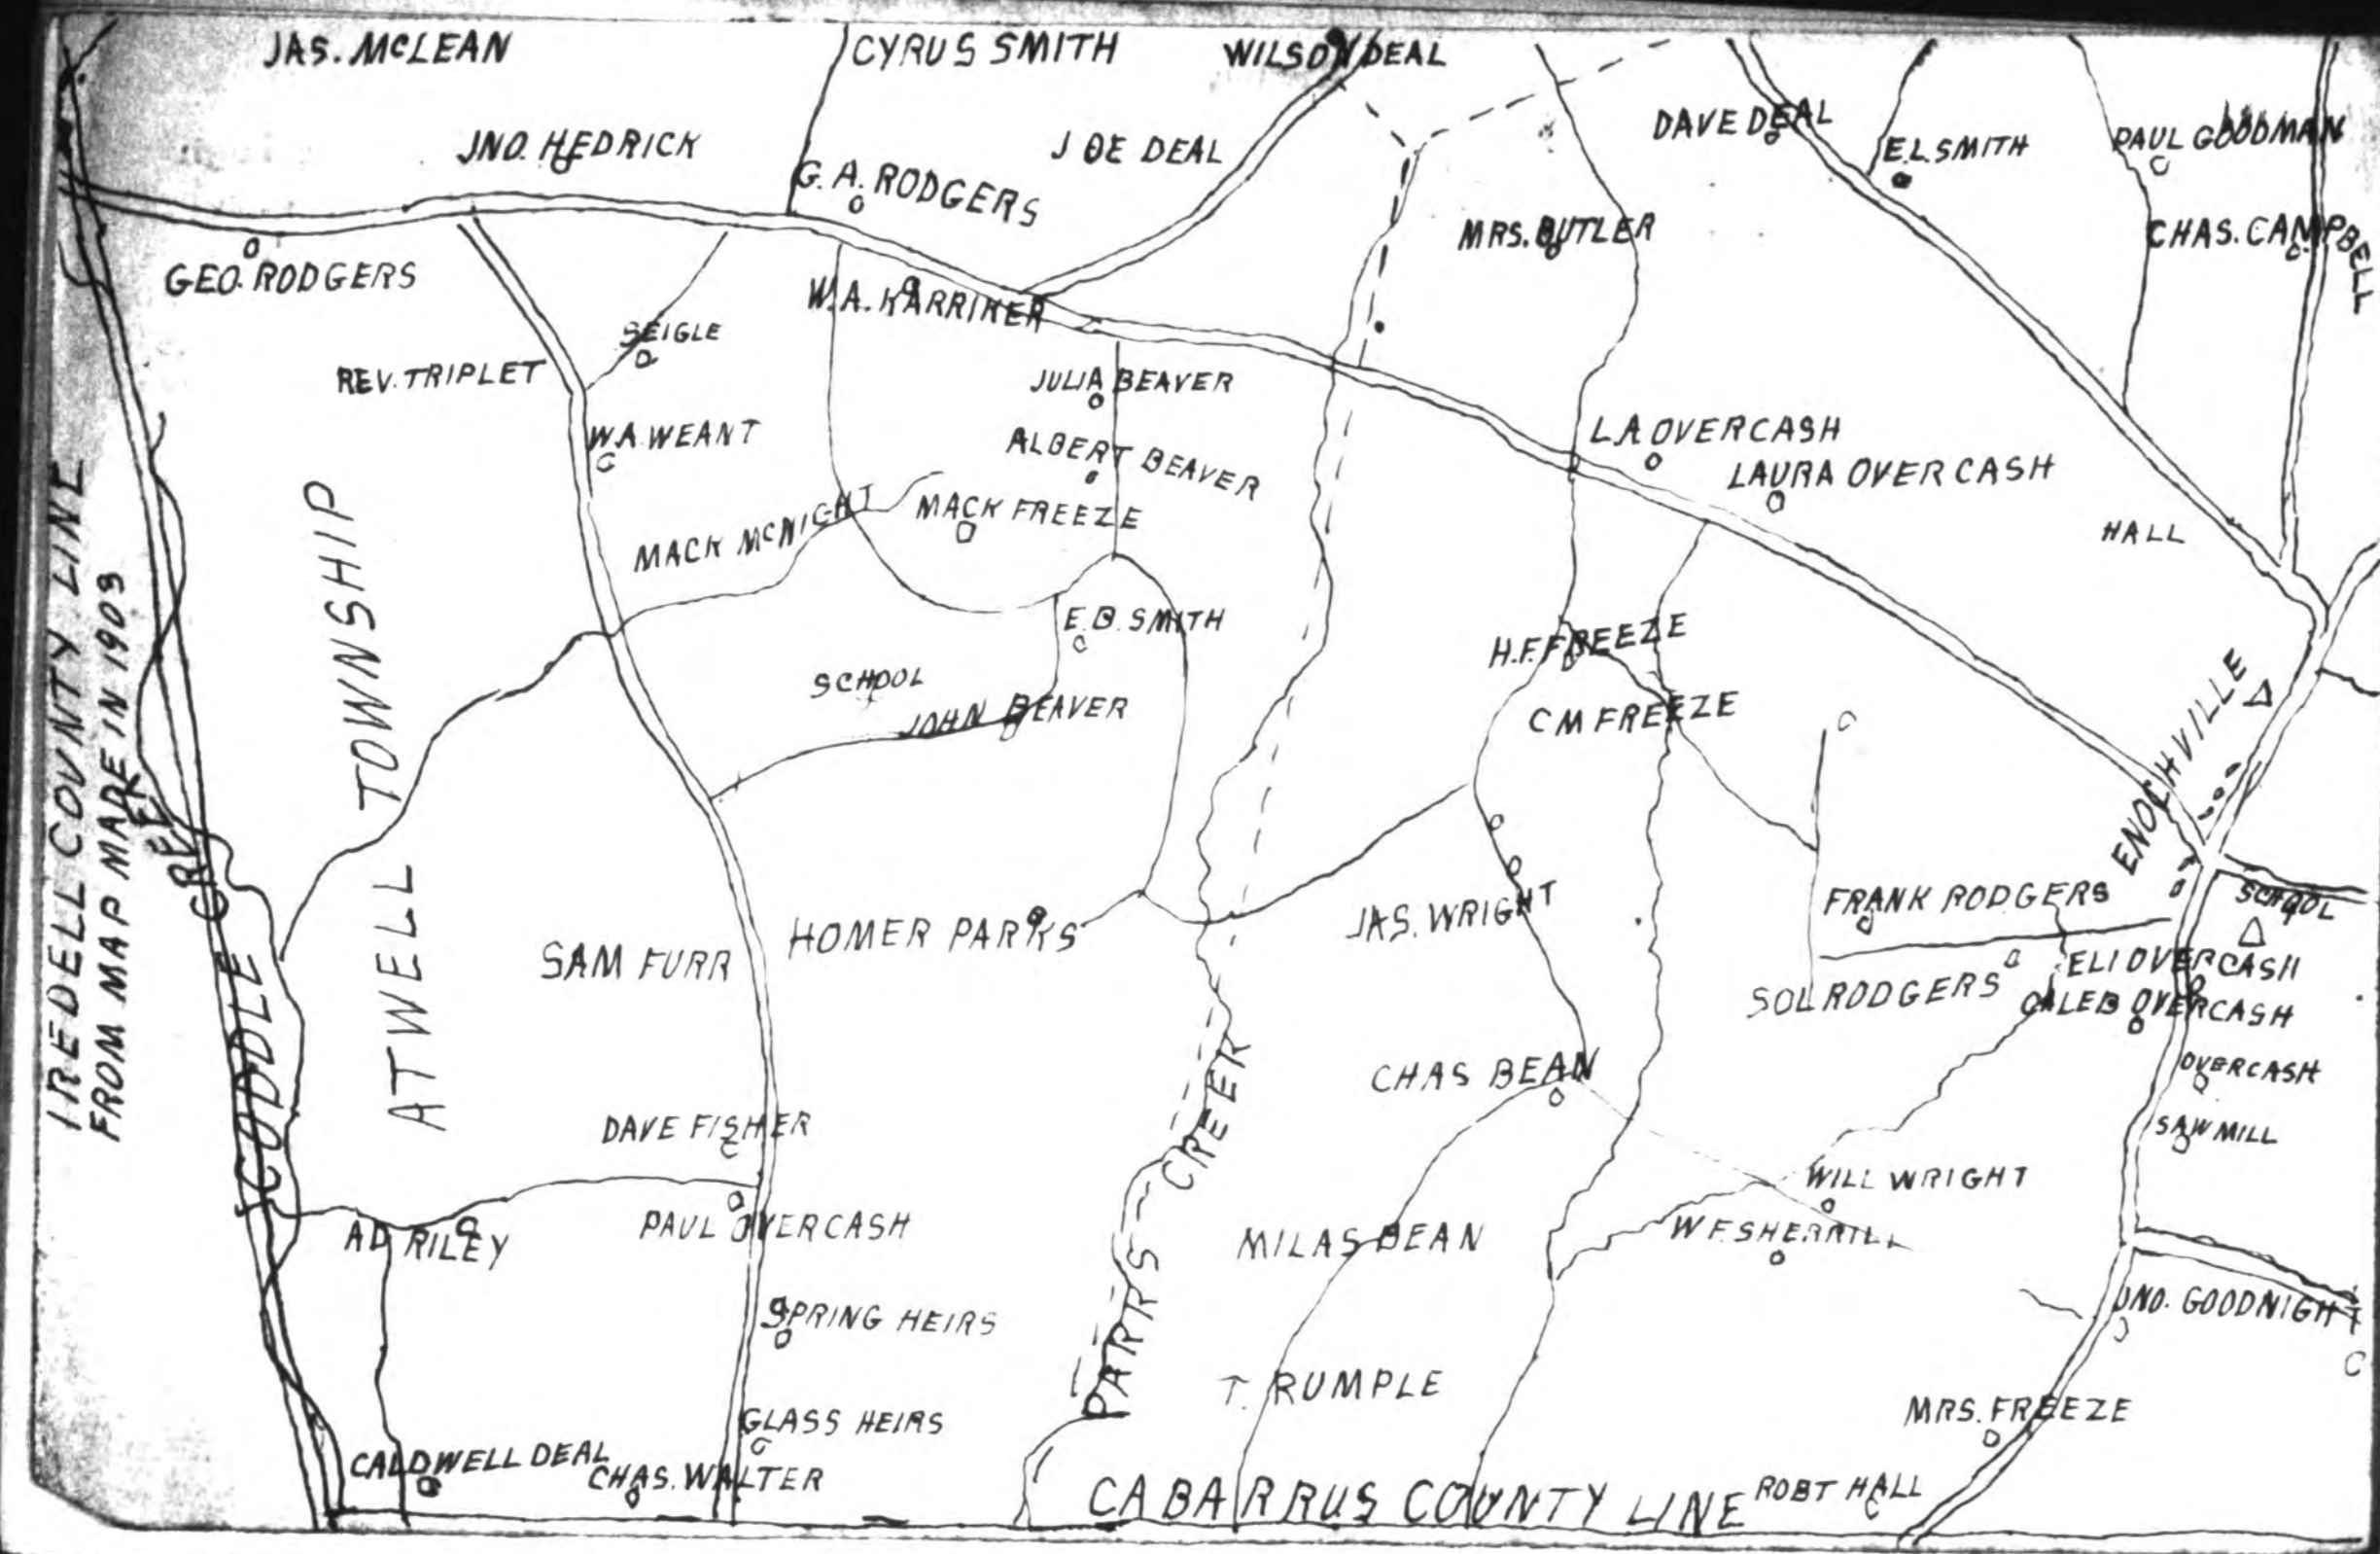 JAS. McLEAN
CYRUS SMITH
WILSON DEAL
JNO. HEDRICK
G. A. RODGERS
JOE DEAL
DAVE DEAL
E.L. SMITH
PAUL GOODMAN
MRS. BUTLER
CHAS. CAMPBELL
GEO. RODGERS
W.A. KARRIKER
SEIGLE
REV. TRIPLET
JULIA BEAVER
W.A. WEANT
ALBERT BEAVER
L.A OVERCASH
LAURA OVERCASH
MACK McNIGHT
MACK FREEZE
HALL
E.B. SMITH
H.F. FREEZE
SCHOOL
JOHN BEAVER
C M FREEZE
ENOCHVILLE
IREDELL COUNTY LINE
FROM MAP MADE IN 1903
ATWELL TOWNSHIP
CODDLE CREEK
SAM FURR
HOMER PARKS
JAS. WRIGHT
FRANK RODGERS
SCHOOL
ELI OVERCASH
SOL RODGERS
CALEB OVERCASH
CHAS BEAN
OVERCASH
DAVE FISHER
SAW MILL
PARKS CREEK
WILL WRIGHT
AD RILEY
PAUL OVERCASH
MILAS BEAN
W F SHERRILL
SPRING HEIRS
JNO. GOODNIGHT
T. RUMPLE
GLASS HEIRS
MRS. FREEZE
CALDWELL DEAL
CHAS. WALTER
CABARRUS COUNTY LINE
ROBT HALL